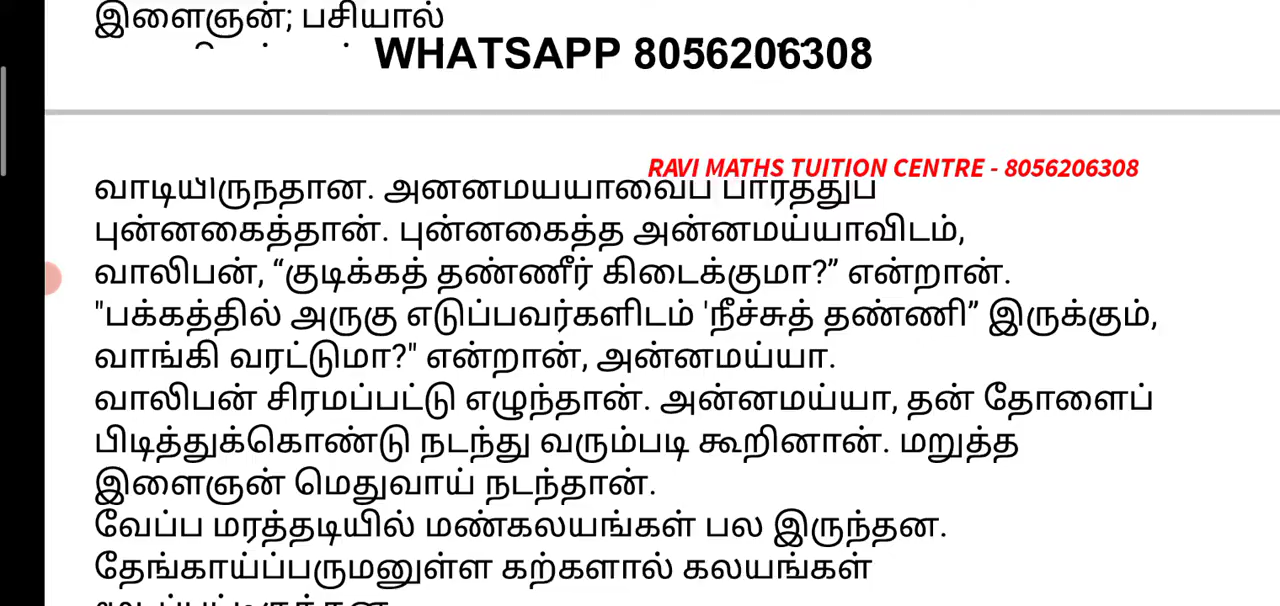 இளைஞன்; பசியால்
WHATSAPP 8056206308
RAVI MATHS TUITION CENTRE - 8056206308
வாடியிருந்தான். அன்னமய்யாவைப் பார்த்துப்
புன்னகைத்தான். புன்னகைத்த அன்னமய்யாவிடம்,
வாலிபன், “குடிக்கத் தண்ணீர் கிடைக்குமா?” என்றான்.
"பக்கத்தில் அருகு எடுப்பவர்களிடம் 'நீச்சுத் தண்ணி” இருக்கும்,
வாங்கி வரட்டுமா?" என்றான், அன்னமய்யா.
வாலிபன் சிரமப்பட்டு எழுந்தான். அன்னமய்யா, தன் தோளைப்
பிடித்துக்கொண்டு நடந்து வரும்படி கூறினான். மறுத்த
இளைஞன் மெதுவாய் நடந்தான்.
வேப்ப மரத்தடியில் மண்கலயங்கள் பல இருந்தன.
தேங்காய்ப்பருமனுள்ள கற்களால் கலயங்கள்